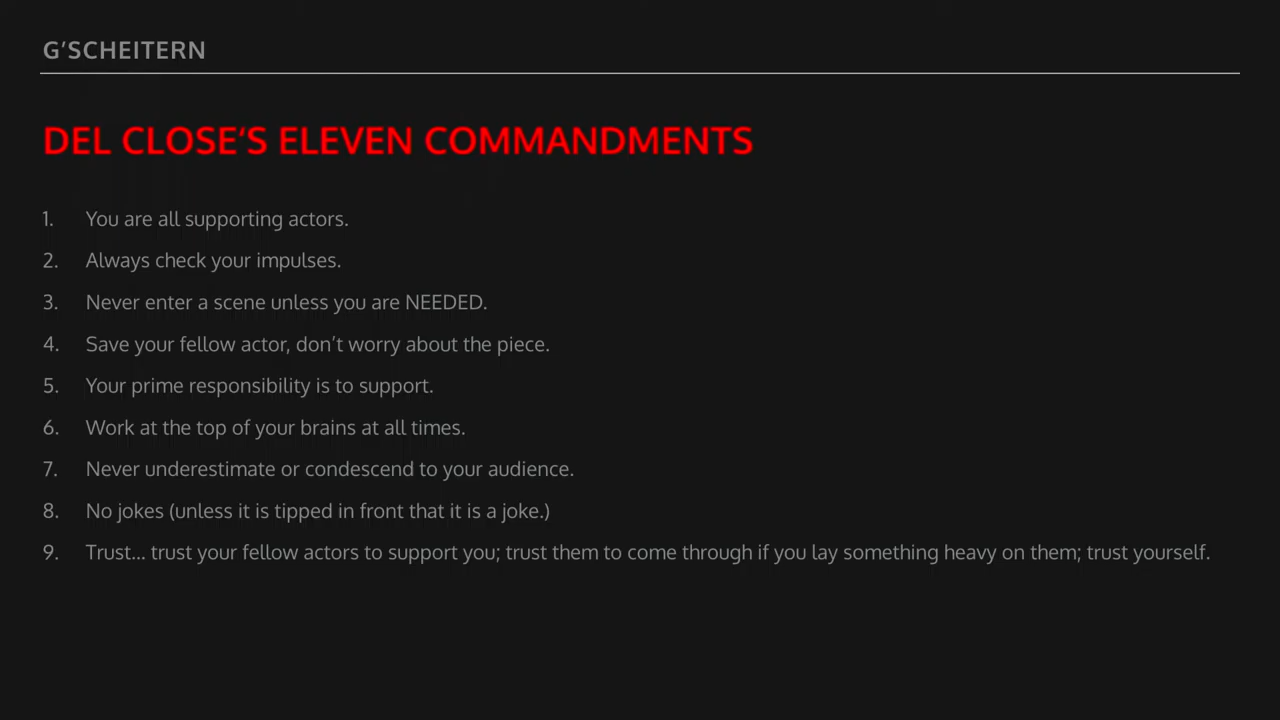 G’SCHEITERN
DEL CLOSE‘S ELEVEN COMMANDMENTS
1. You are all supporting actors.
2. Always check your impulses.
3. Never enter a scene unless you are NEEDED.
4. Save your fellow actor, don’t worry about the piece.
5. Your prime responsibility is to support.
6. Work at the top of your brains at all times.
7. Never underestimate or condescend to your audience.
8. No jokes (unless it is tipped in front that it is a joke.)
9. Trust... trust your fellow actors to support you; trust them to come through if you lay something heavy on them; trust yourself.